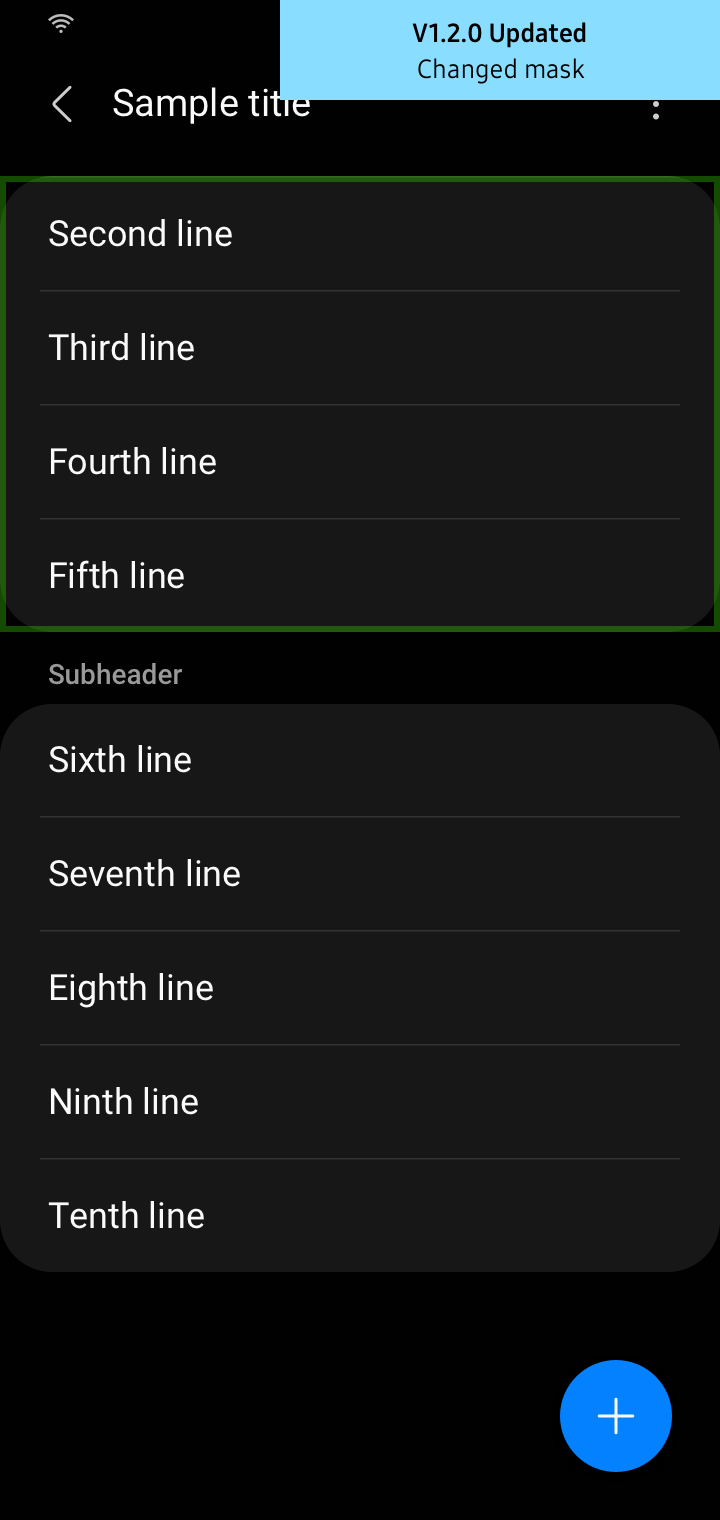 V1.2.0 Updated
Changed mask
Sample title
Second line
Third line
Fourth line
Fifth line
Subheader
Sixth line
Seventh line
Eighth line
Ninth line
Tenth line